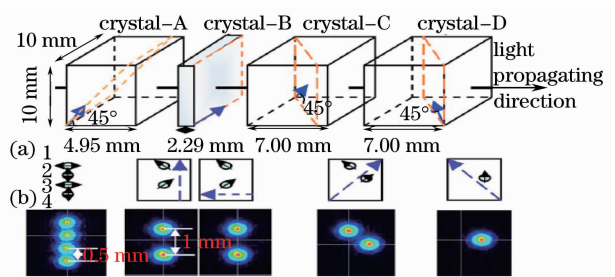 crystal–A crystal–B crystal–C crystal–D
10 mm
10 mm
light
propagating
direction
45°
45°
45°
4.95 mm 2.29 mm 7.00 mm 7.00 mm
(a) 1
2
3
(b) 4
0.5 mm
1 mm